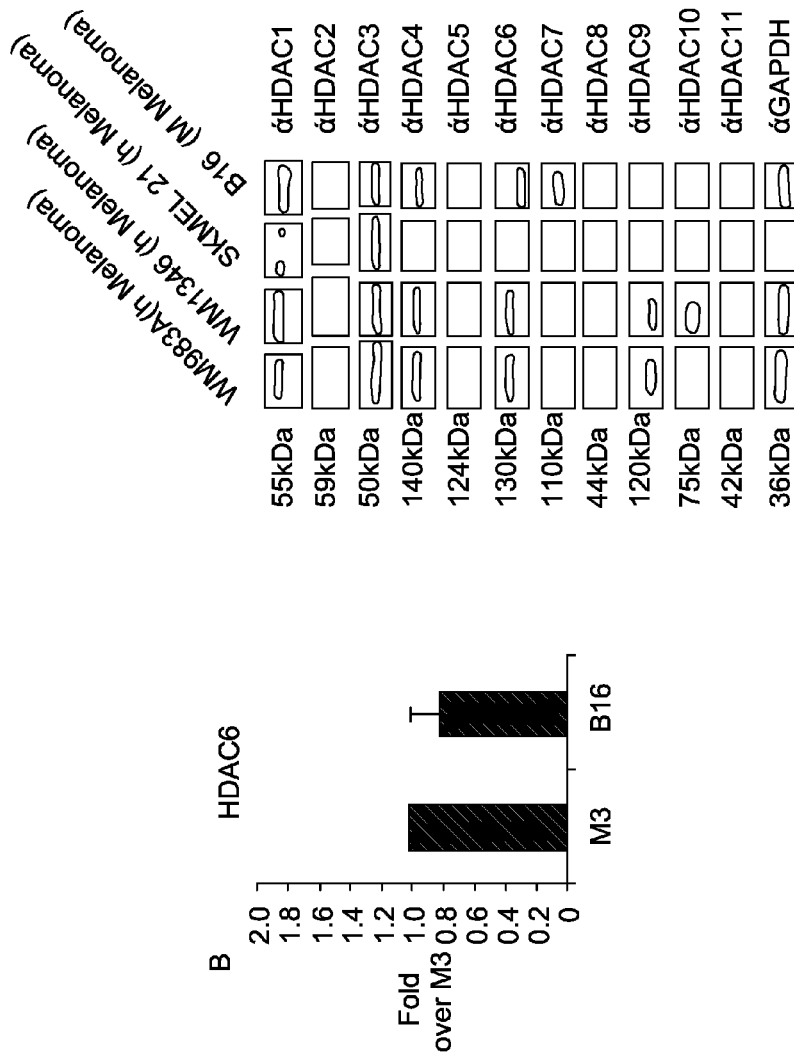 B
HDAC6
2.0
1.8
1.6
1.4
1.2
1.0
0.8
0.6
0.4
0.2
0
Fold
over M3
M3
B16
WM983A(h Melanoma)
WM1346 (h Melanoma)
SKMEL 21 (h Melanoma)
B16 (M Melanoma)
55kDa άHDAC1
59kDa άHDAC2
50kDa άHDAC3
140kDa άHDAC4
124kDa άHDAC5
130kDa άHDAC6
110kDa άHDAC7
44kDa άHDAC8
120kDa άHDAC9
75kDa άHDAC10
42kDa άHDAC11
36kDa άGAPDH